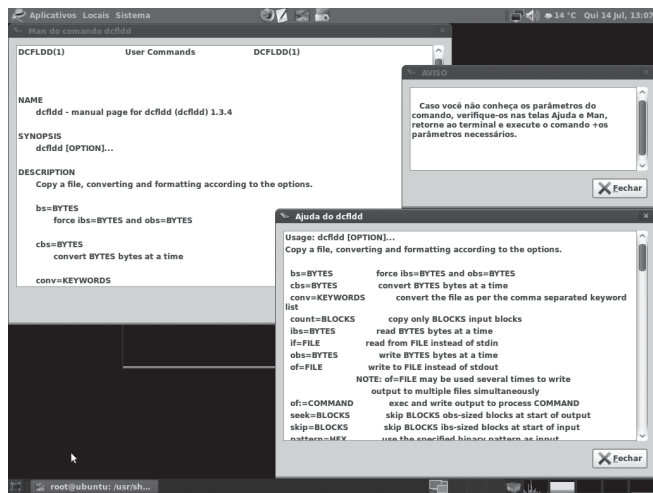 Aplicativos Locais Sistema
14 °C Qui 14 Jul, 13:07
Man do comando dcfldd
DCFLDD(1) User Commands DCFLDD(1)
NAME
dcfldd - manual page for dcfldd (dcfldd) 1.3.4
SYNOPSIS
dcfldd [OPTION]...
DESCRIPTION
Copy a file, converting and formatting according to the options.
bs=BYTES
force ibs=BYTES and obs=BYTES
cbs=BYTES
convert BYTES bytes at a time
conv=KEYWORDS
AVISO
Caso você não conheça os parâmetros do
comando, verifique-os nas telas Ajuda e Man,
retorne ao terminal e execute o comando +os
parâmetros necessários.
Fechar
Ajuda do dcfldd
Usage: dcfldd [OPTION]...
Copy a file, converting and formatting according to the options.
bs=BYTES force ibs=BYTES and obs=BYTES
cbs=BYTES convert BYTES bytes at a time
conv=KEYWORDS convert the file as per the comma separated keyword
list
count=BLOCKS copy only BLOCKS input blocks
ibs=BYTES read BYTES bytes at a time
if=FILE read from FILE instead of stdin
obs=BYTES write BYTES bytes at a time
of=FILE write to FILE instead of stdout
NOTE: of=FILE may be used several times to write
output to multiple files simultaneously
of:=COMMAND exec and write output to process COMMAND
seek=BLOCKS skip BLOCKS obs-sized blocks at start of output
skip=BLOCKS skip BLOCKS ibs-sized blocks at start of input
pattern=HEX use the specified binary pattern as input
Fechar
root@ubuntu: /usr/sh...